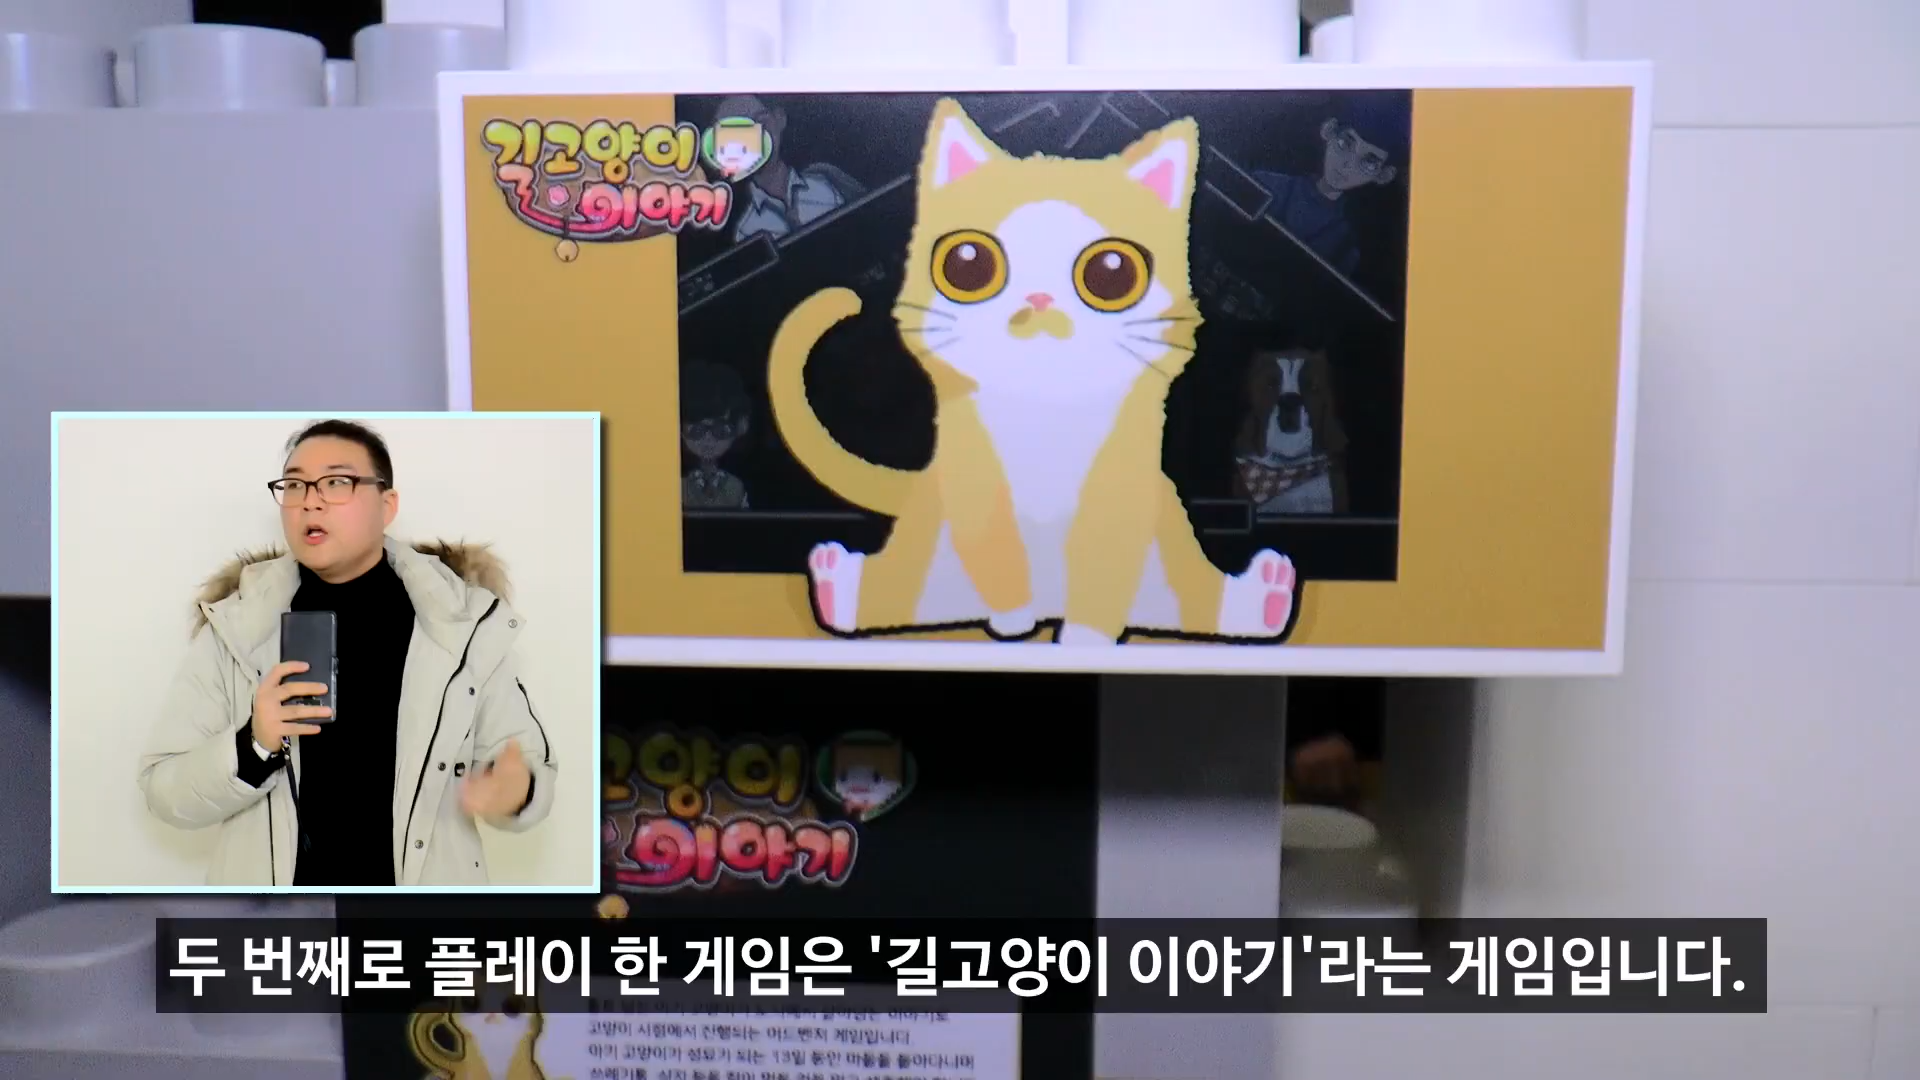 길고양이
이야기
고양이
이야기
두 번째로 플레이 한 게임은 '길고양이 이야기'라는 게임입니다.
고양이 시점에서 진행되는 어드벤처 게임입니다.
아기 고양이가 성묘가 되는 13일 동안 마을을 돌아다니며